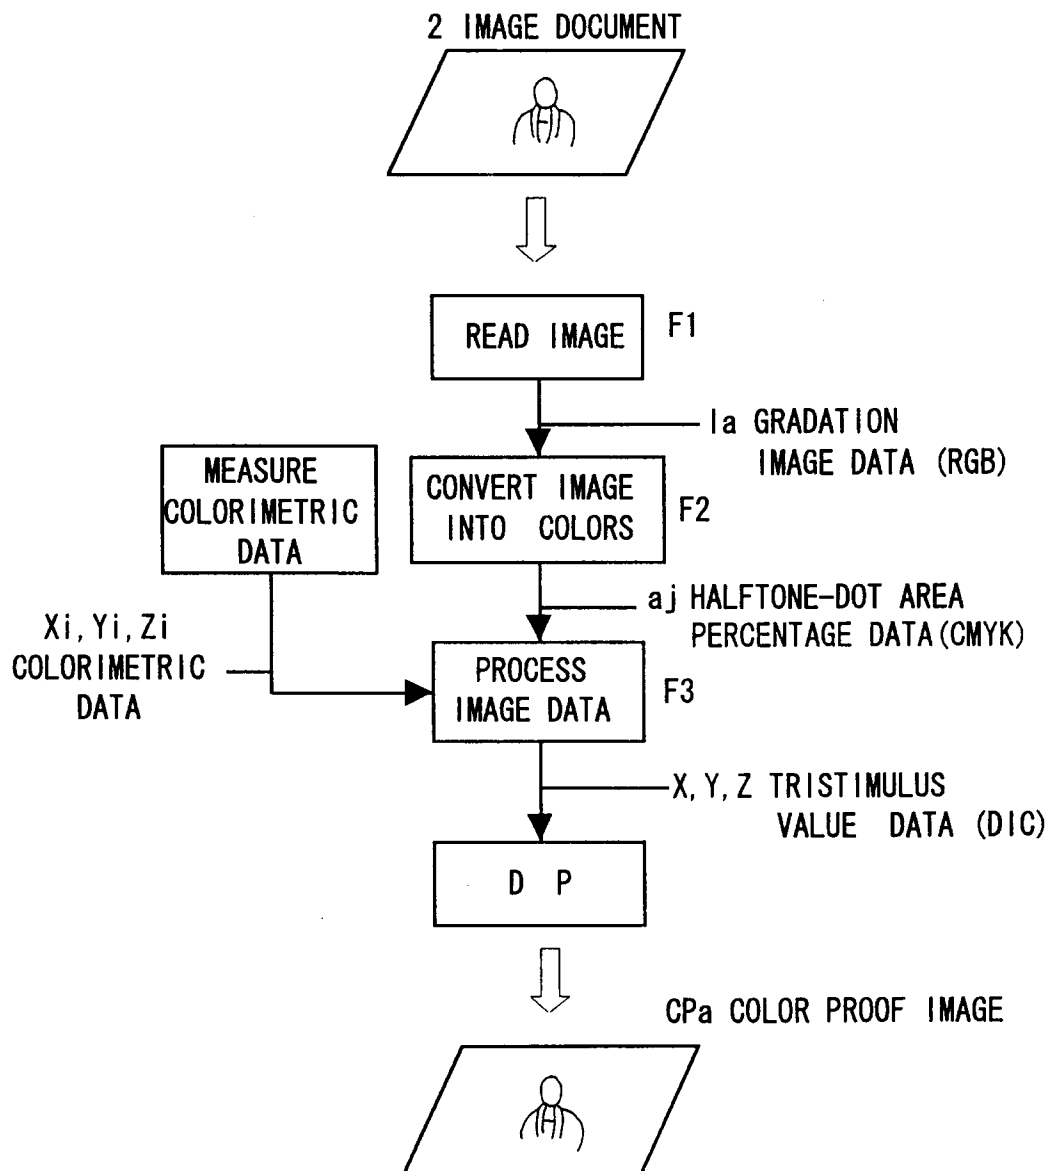 2 IMAGE DOCUMENT
READ IMAGE
F1
Ia GRADATION
IMAGE DATA (RGB)
MEASURE
COLORIMETRIC
DATA
CONVERT IMAGE
INTO COLORS
F2
aj HALFTONE-DOT AREA
PERCENTAGE DATA(CMYK)
Xi, Yi, Zi
COLORIMETRIC
DATA
PROCESS
IMAGE DATA
F3
X, Y, Z TRISTIMULUS
VALUE DATA (DIC)
D P
CPa COLOR PROOF IMAGE